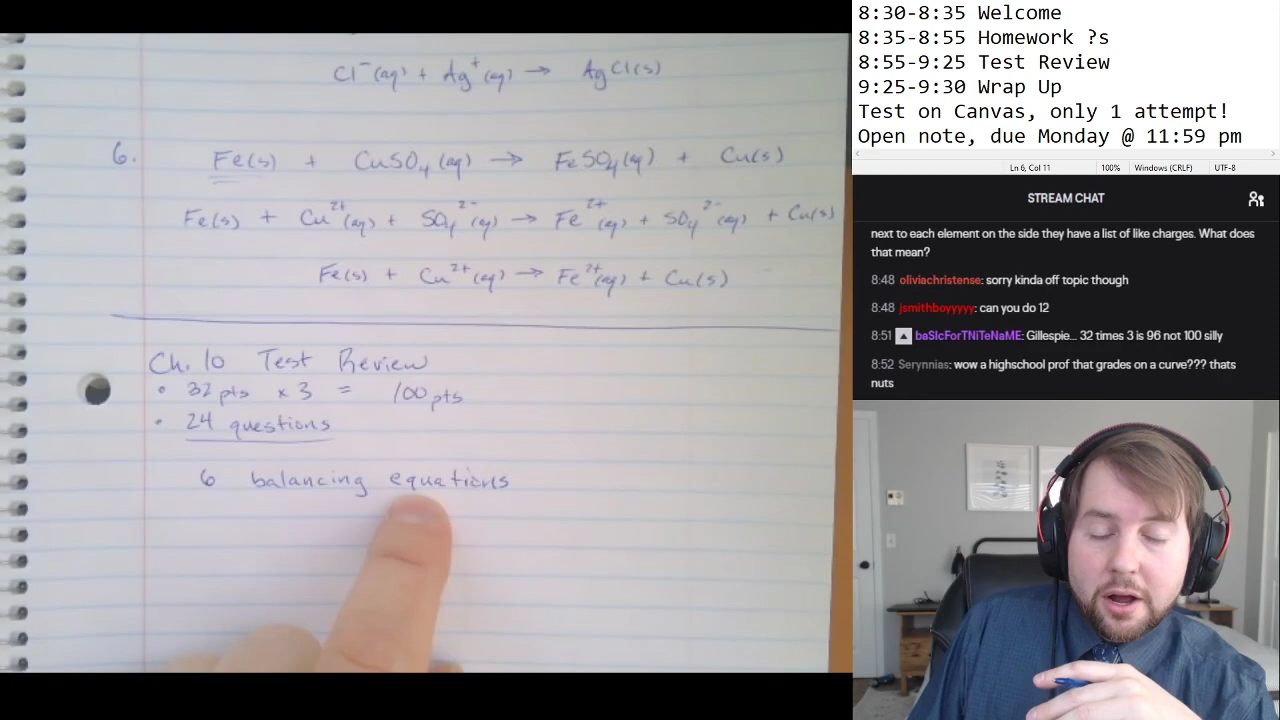 Cl⁻(aq) + Ag⁺(aq) → AgCl(s)
6. Fe(s) + CuSO₄(aq) → FeSO₄(aq) + Cu(s)
Fe(s) + Cu²⁺(aq) + SO₄²⁻(aq) → Fe²⁺(aq) + SO₄²⁻(aq) + Cu(s)
Fe(s) + Cu²⁺(aq) → Fe²⁺(aq) + Cu(s)
Ch. 10 Test Review
• 32 pts x 3 = 100 pts
• 24 questions
6 balancing equations
8:30-8:35 Welcome
8:35-8:55 Homework ?s
8:55-9:25 Test Review
9:25-9:30 Wrap Up
Test on Canvas, only 1 attempt!
Open note, due Monday @ 11:59 pm
Ln 6, Col 11 100% Windows (CRLF) UTF-8
STREAM CHAT
next to each element on the side they have a list of like charges. What does
that mean?
8:48 oliviachristense: sorry kinda off topic though
8:48 jsmithboyyyyy: can you do 12
8:51 baSIcForTNiTeNaME: Gillespie... 32 times 3 is 96 not 100 silly
8:52 Serynnias: wow a highschool prof that grades on a curve??? thats
nuts